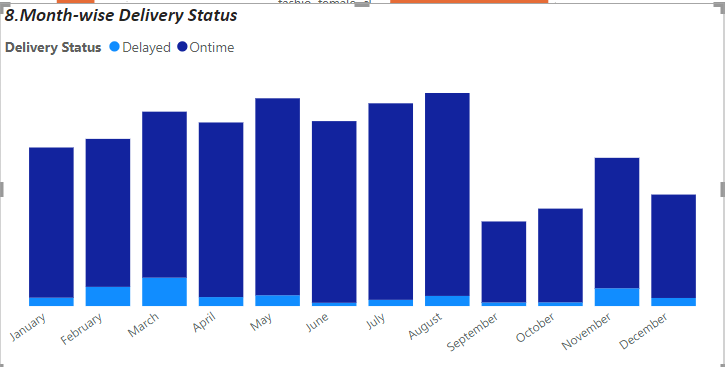 8.Month-wise Delivery Status
Delivery Status Delayed Ontime
January February March April May June July August September October November December